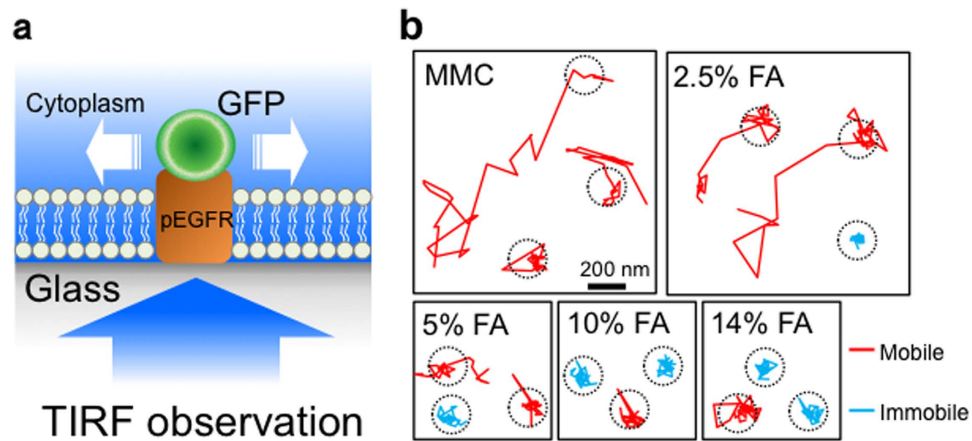 a
Cytoplasm
GFP
pEGFR
Glass
TIRF observation
b
MMC
200 nm
2.5% FA
5% FA
10% FA
14% FA
Mobile
Immobile